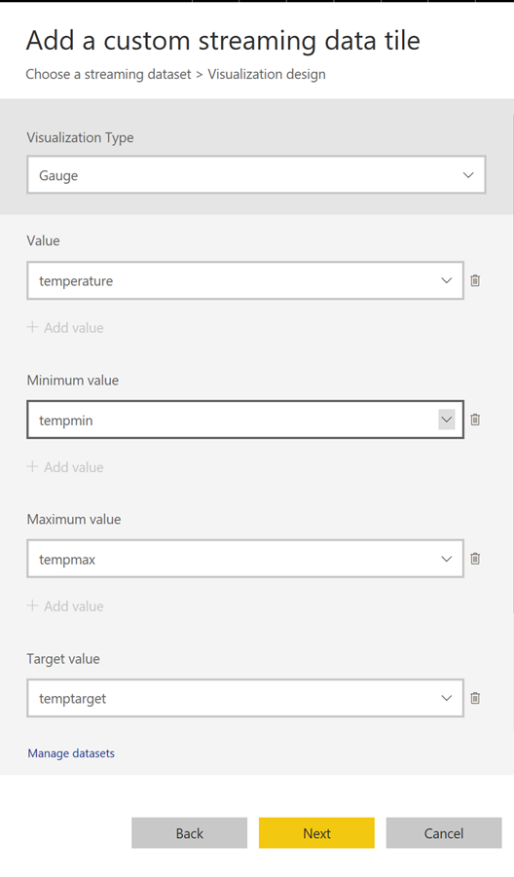 Add a custom streaming data tile
Choose a streaming dataset > Visualization design
Visualization Type
Gauge
Value
temperature
+ Add value
Minimum value
tempmin
+ Add value
Maximum value
tempmax
+ Add value
Target value
temptarget
Manage datasets
Back Next Cancel